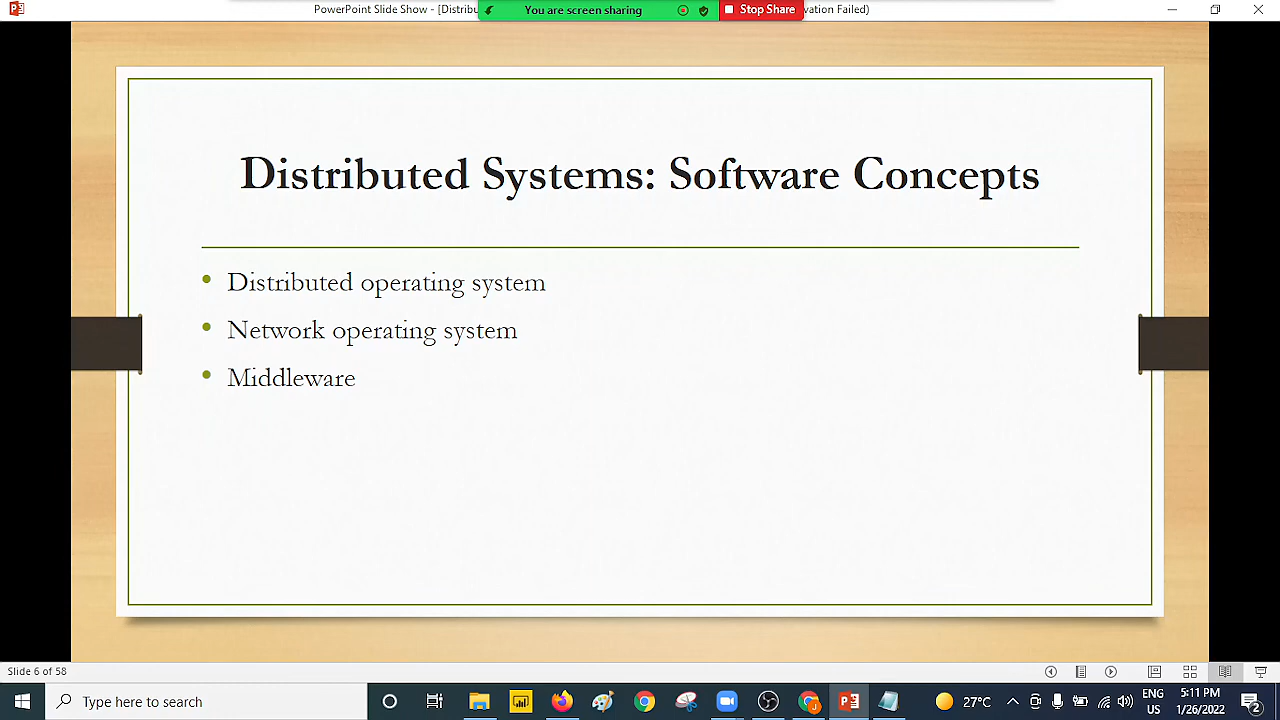 PowerPoint Slide Show - [Distribu
You are screen sharing
Stop Share
vation Failed)
Distributed Systems: Software Concepts
• Distributed operating system
• Network operating system
• Middleware
Slide 6 of 58
Type here to search
27°C
ENG
US
5:11 PM
1/26/2022
2